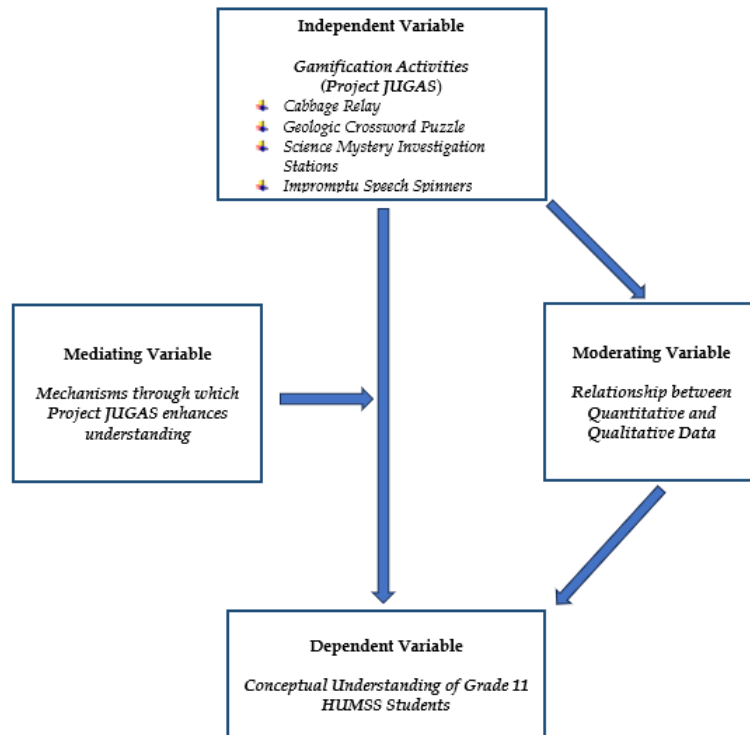 Independent Variable
Gamification Activities
(Project JUGAS)
Cabbage Relay
Geologic Crossword Puzzle
Science Mystery Investigation
Stations
Impromptu Speech Spinners
Mediating Variable
Mechanisms through which
Project JUGAS enhances
understanding
Moderating Variable
Relationship between
Quantitative and
Qualitative Data
Dependent Variable
Conceptual Understanding of Grade 11
HUMSS Students